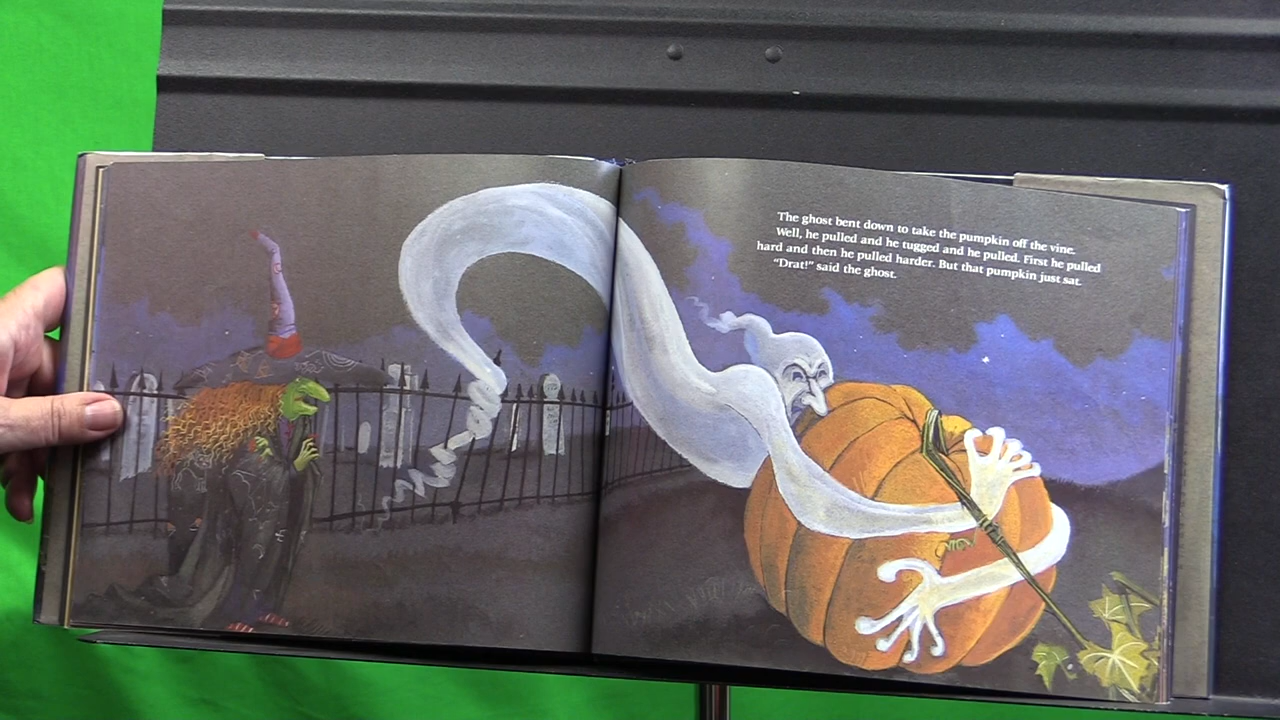 The ghost bent down to take the pumpkin off the vine.
Well, he pulled and he tugged and he pulled. First he pulled
hard and then he pulled harder. But that pumpkin just sat.
"Drat!" said the ghost.